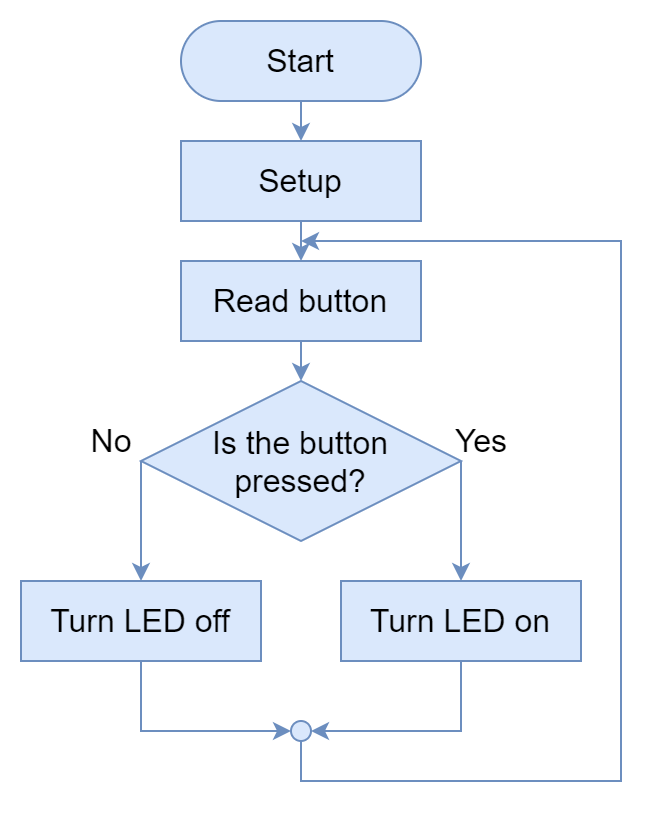 Start
Setup
Read button
Is the button
pressed?
No
Yes
Turn LED off
Turn LED on